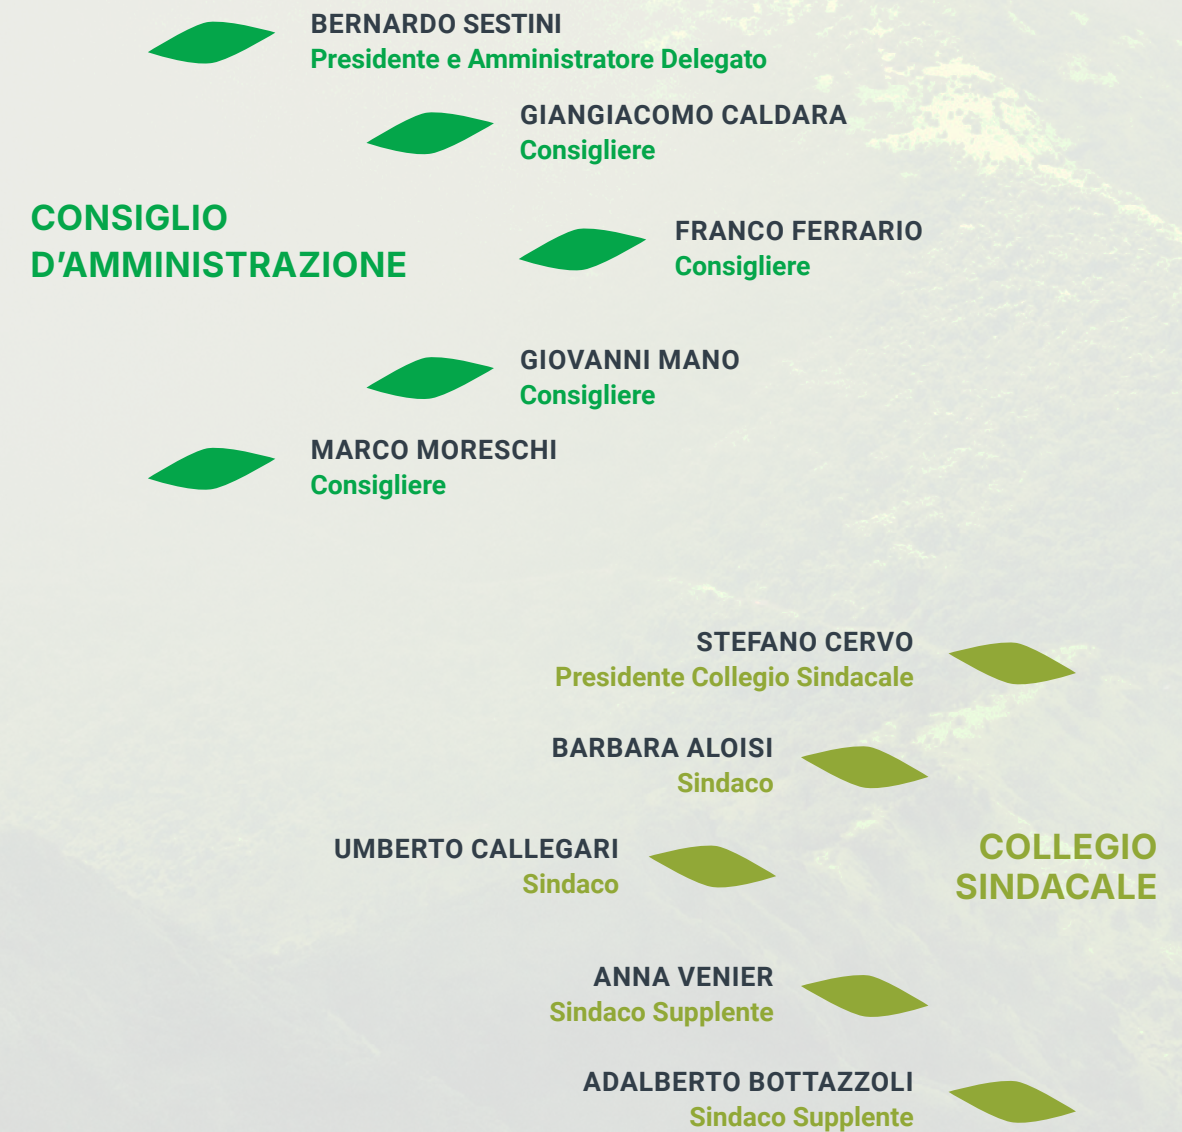 BERNARDO SESTINI
Presidente e Amministratore Delegato
GIANGIACOMO CALDARA
Consigliere
CONSIGLIO
D’AMMINISTRAZIONE
FRANCO FERRARIO
Consigliere
GIOVANNI MANO
Consigliere
MARCO MORESCHI
Consigliere
STEFANO CERVO
Presidente Collegio Sindacale
BARBARA ALOISI
Sindaco
UMBERTO CALLEGARI
Sindaco
COLLEGIO
SINDACALE
ANNA VENIER
Sindaco Supplente
ADALBERTO BOTTAZZOLI
Sindaco Supplente